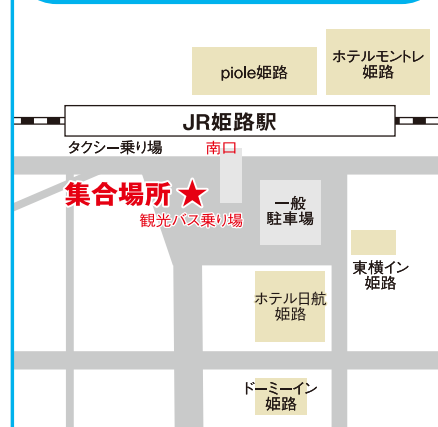 piole姫路
ホテルモントレ
姫路
JR姫路駅
タクシー乗り場
南口
集合場所★
観光バス乗り場
一般
駐車場
東横イン
姫路
ホテル日航
姫路
ドーミーイン
姫路